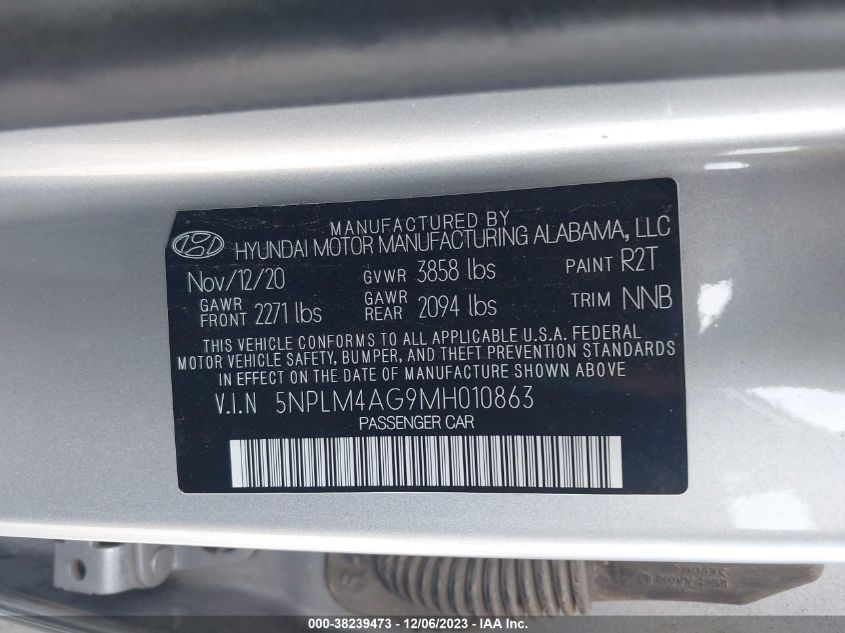 MANUFACTURED BY
HYUNDAI MOTOR MANUFACTURING ALABAMA, LLC
Nov/12/20 GVWR 3858 lbs PAINT R2T
GAWR FRONT 2271 lbs GAWR REAR 2094 lbs TRIM NNB
THIS VEHICLE CONFORMS TO ALL APPLICABLE U.S.A. FEDERAL
MOTOR VEHICLE SAFETY, BUMPER, AND THEFT PREVENTION STANDARDS
IN EFFECT ON THE DATE OF MANUFACTURE SHOWN ABOVE
V.I.N 5NPLM4AG9MH010863
PASSENGER CAR
000-38239473 - 12/06/2023 - IAA Inc.